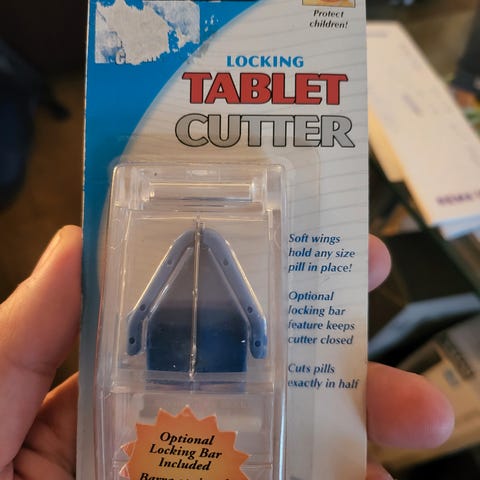 Protect
children!
LOCKING
TABLET
CUTTER
Soft wings
hold any size
pill in place!
Optional
locking bar
feature keeps
cutter closed
Cuts pills
exactly in half
Optional
Locking Bar
Included